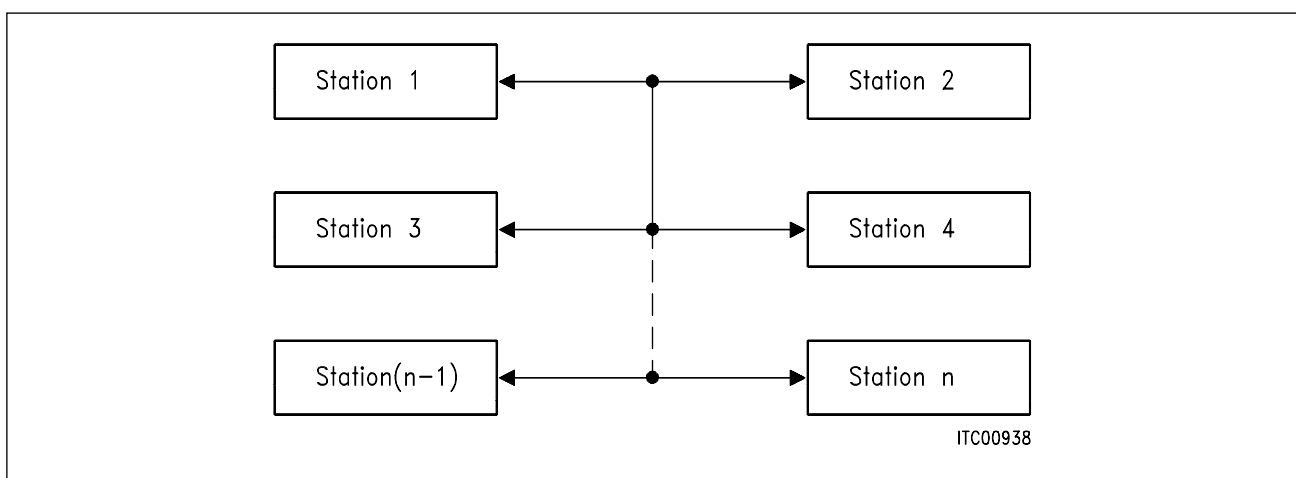 Station 1
Station 2
Station 3
Station 4
Station(n-1)
Station n
ITC00938